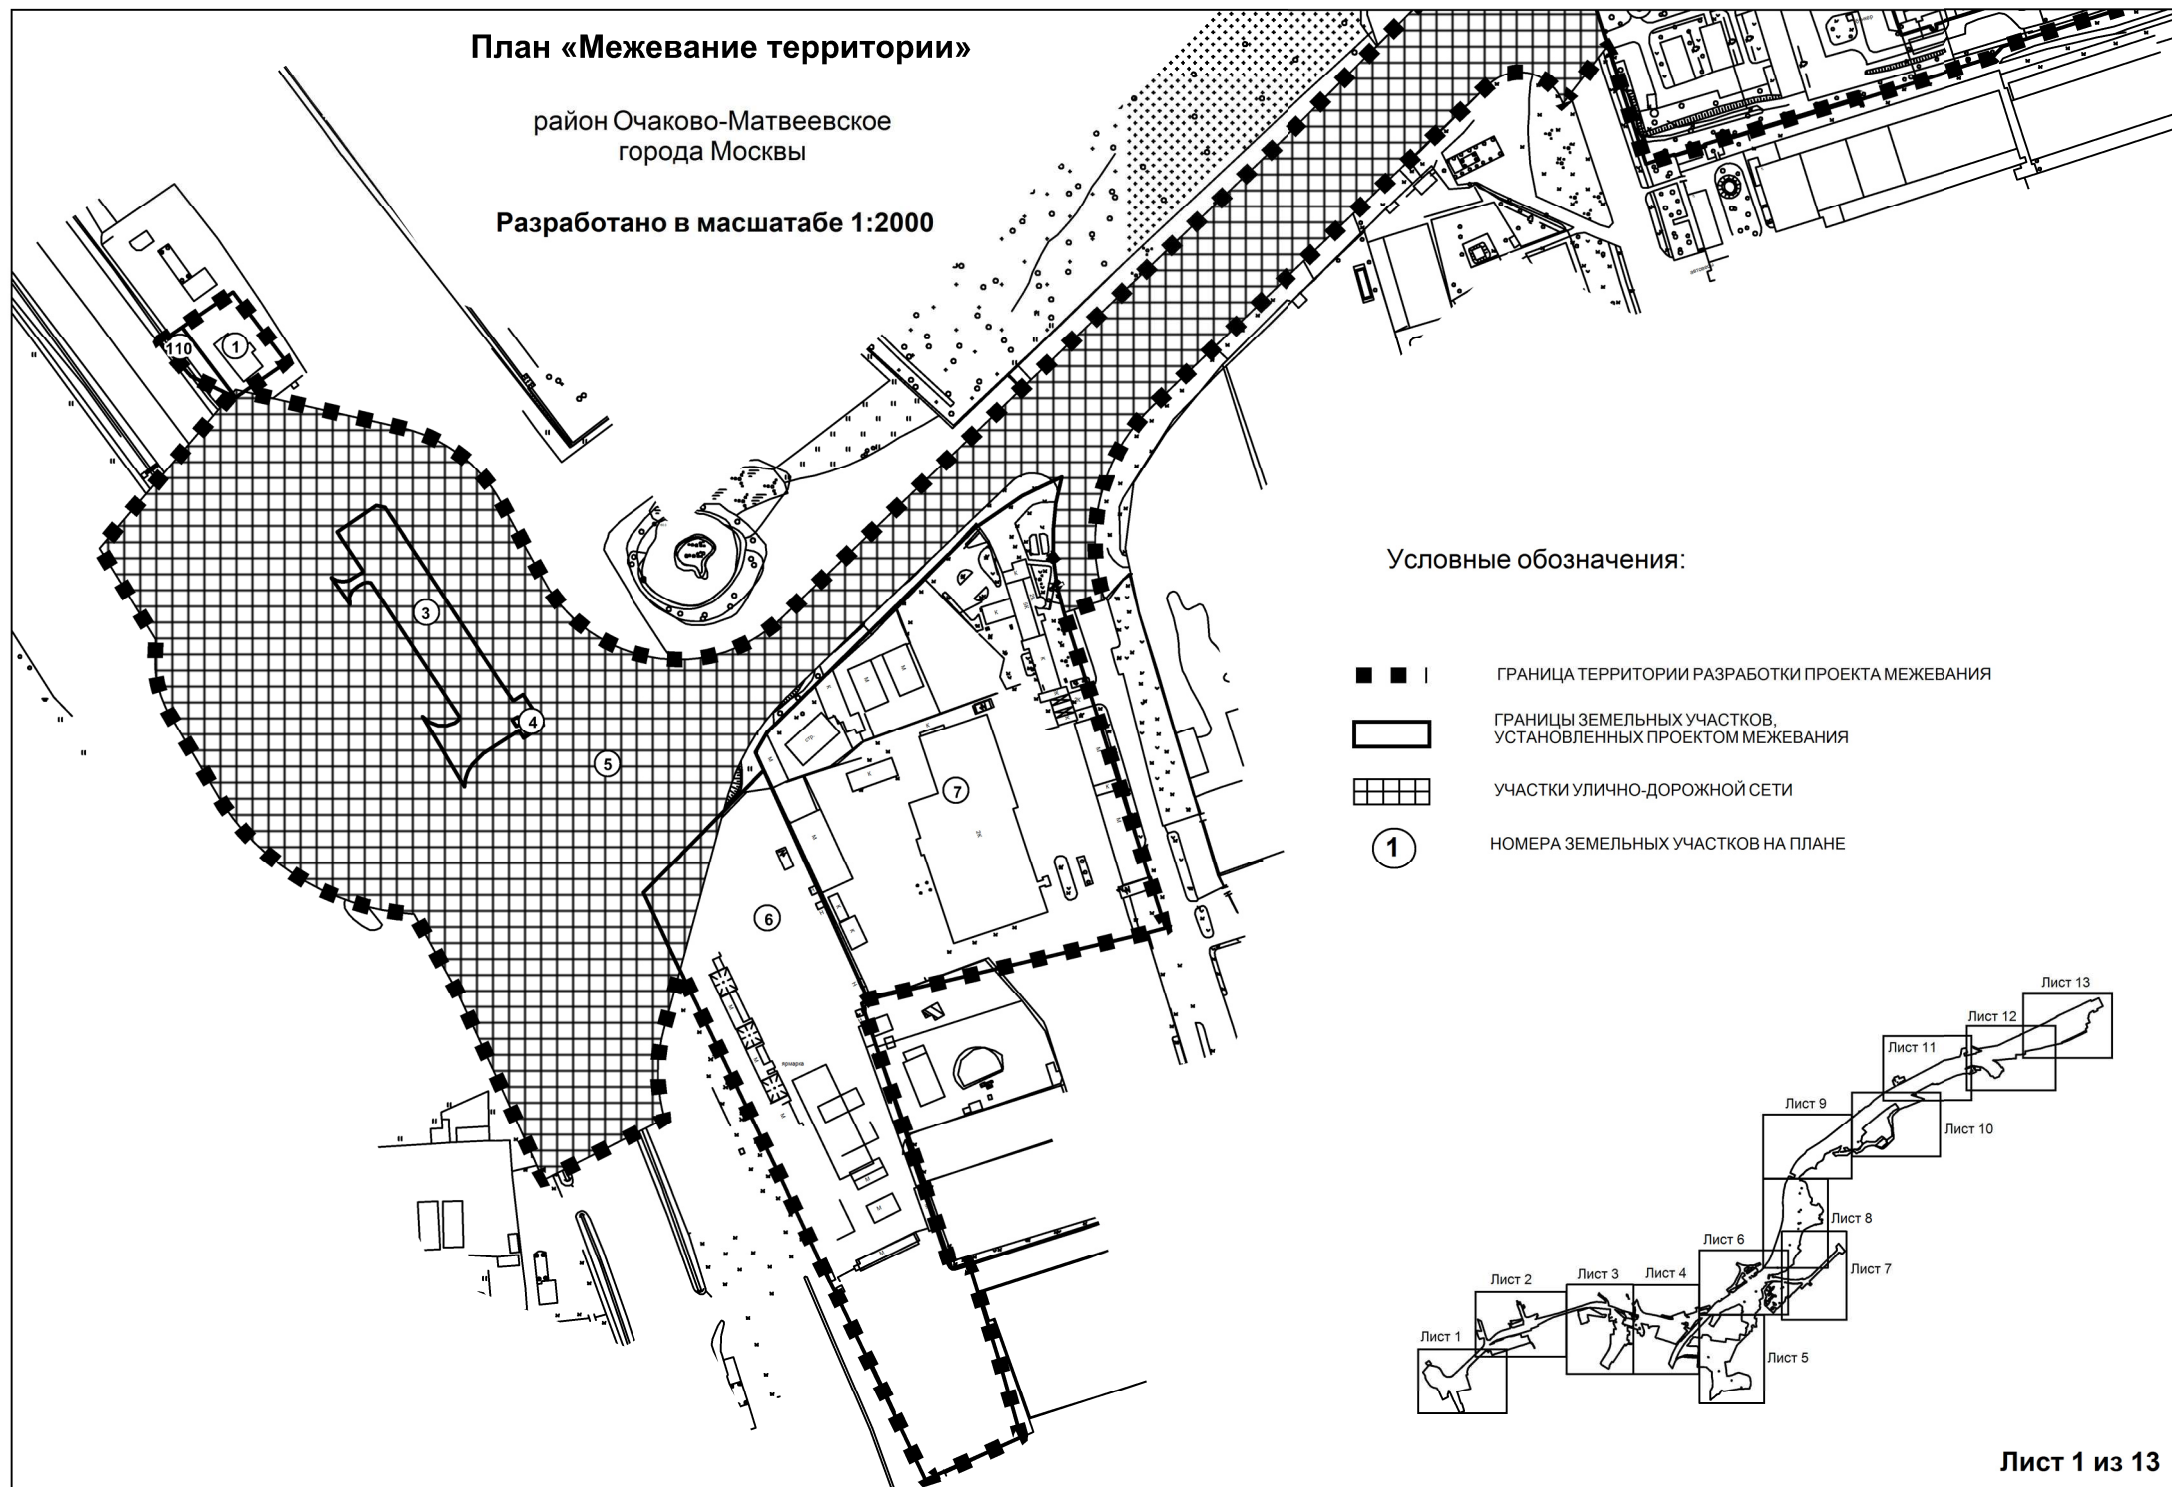 План «Межевание территории»
район Очаково-Матвеевское
города Москвы
Разработано в масштабе 1:2000
110
1
3
4
5
7
6
стр.
ярмарка
Условные обозначения:
ГРАНИЦА ТЕРРИТОРИИ РАЗРАБОТКИ ПРОЕКТА МЕЖЕВАНИЯ
ГРАНИЦЫ ЗЕМЕЛЬНЫХ УЧАСТКОВ,
УСТАНОВЛЕННЫХ ПРОЕКТОМ МЕЖЕВАНИЯ
УЧАСТКИ УЛИЧНО-ДОРОЖНОЙ СЕТИ
1
НОМЕРА ЗЕМЕЛЬНЫХ УЧАСТКОВ НА ПЛАНЕ
Лист 13
Лист 12
Лист 11
Лист 9
Лист 10
Лист 8
Лист 6
Лист 7
Лист 2
Лист 3
Лист 4
Лист 1
Лист 5
Лист 1 из 13